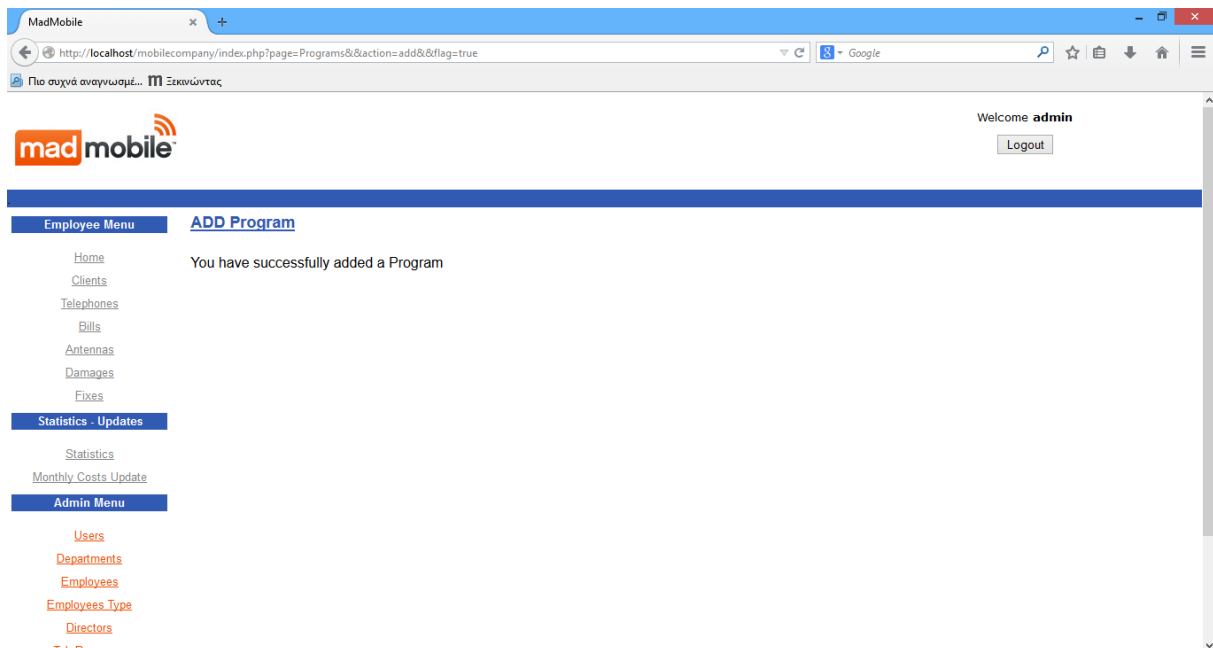 MadMobile
http://localhost/mobilecompany/index.php?page=Programs&&action=add&&flag=true
Google
Πιο συχνά αναγνωσμέ...
Ξεκινώντας
mad mobile
Welcome admin
Logout
Employee Menu
Home
Clients
Telephones
Bills
Antennas
Damages
Fixes
Statistics - Updates
Statistics
Monthly Costs Update
Admin Menu
Users
Departments
Employees
Employees Type
Directors
ADD Program
You have successfully added a Program